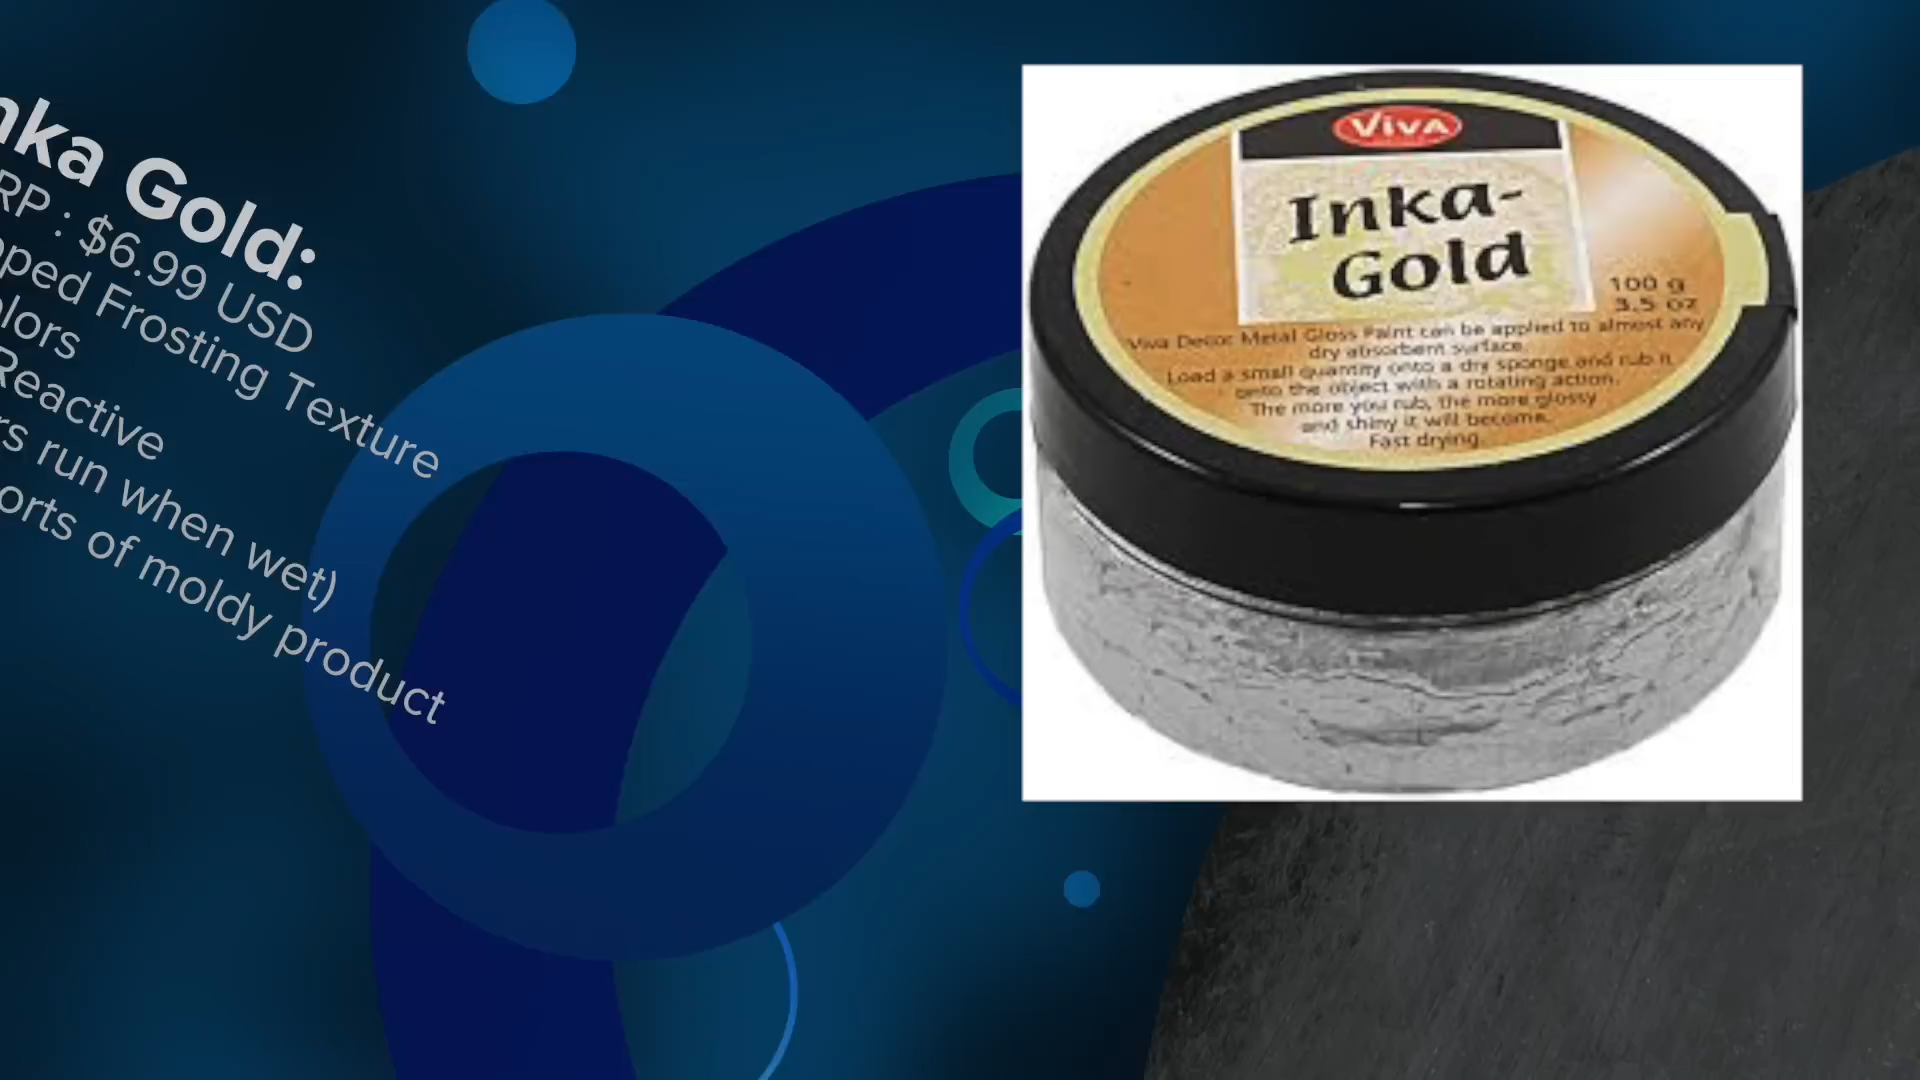 nka Gold:
RP : $6.99 USD
pped Frosting Texture
olors
Reactive
rs run when wet)
orts of moldy product
ViVA
Inka-
Gold
100 g
3.5 oz
Viva Decor Metal Gloss Paint can be applied to almost any
dry absorbent surface.
Load a small quantity onto a dry sponge and rub it
onto the object with a rotating action.
The more you rub, the more glossy
and shiny it will become.
Fast drying.